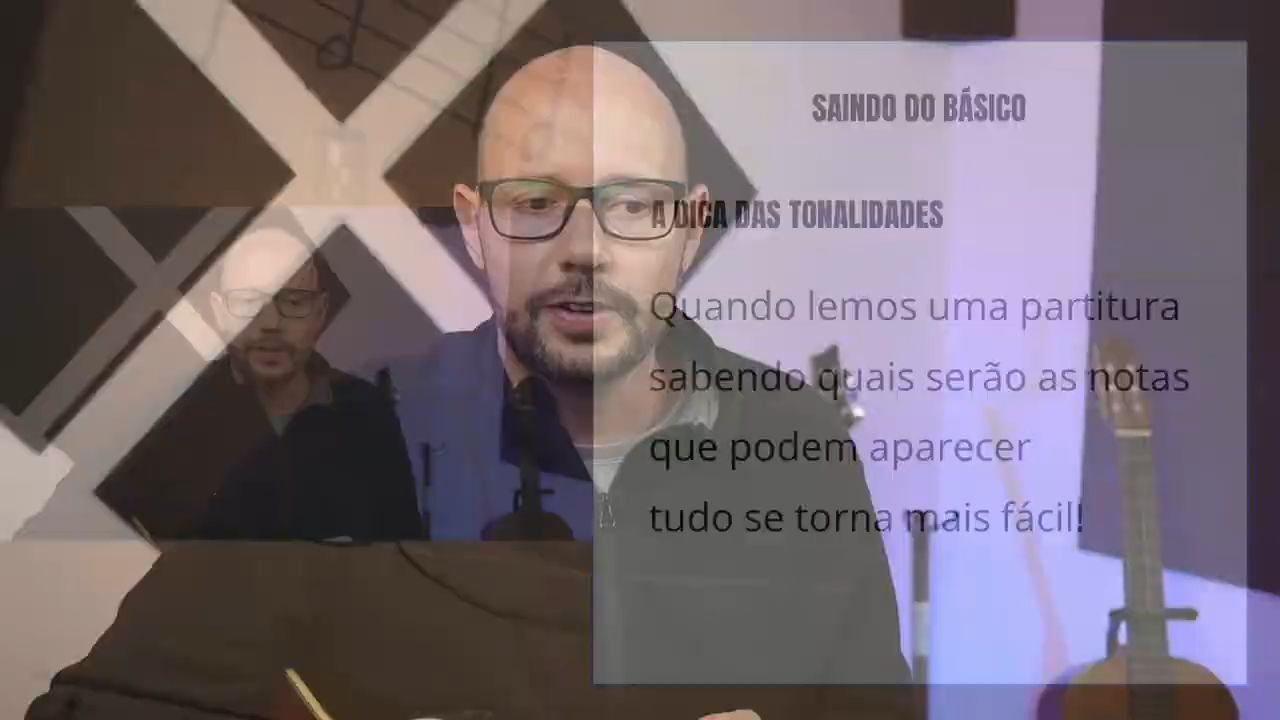 SAINDO DO BÁSICO
A DICA DAS TONALIDADES
Quando lemos uma partitura
sabendo quais serão as notas
que podem aparecer
tudo se torna mais fácil!